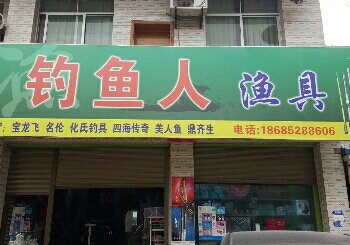 钓鱼人 渔具
宝龙飞 名伦 化氏钓具 四海传奇 美人鱼 鼎齐生 电话:18685288606